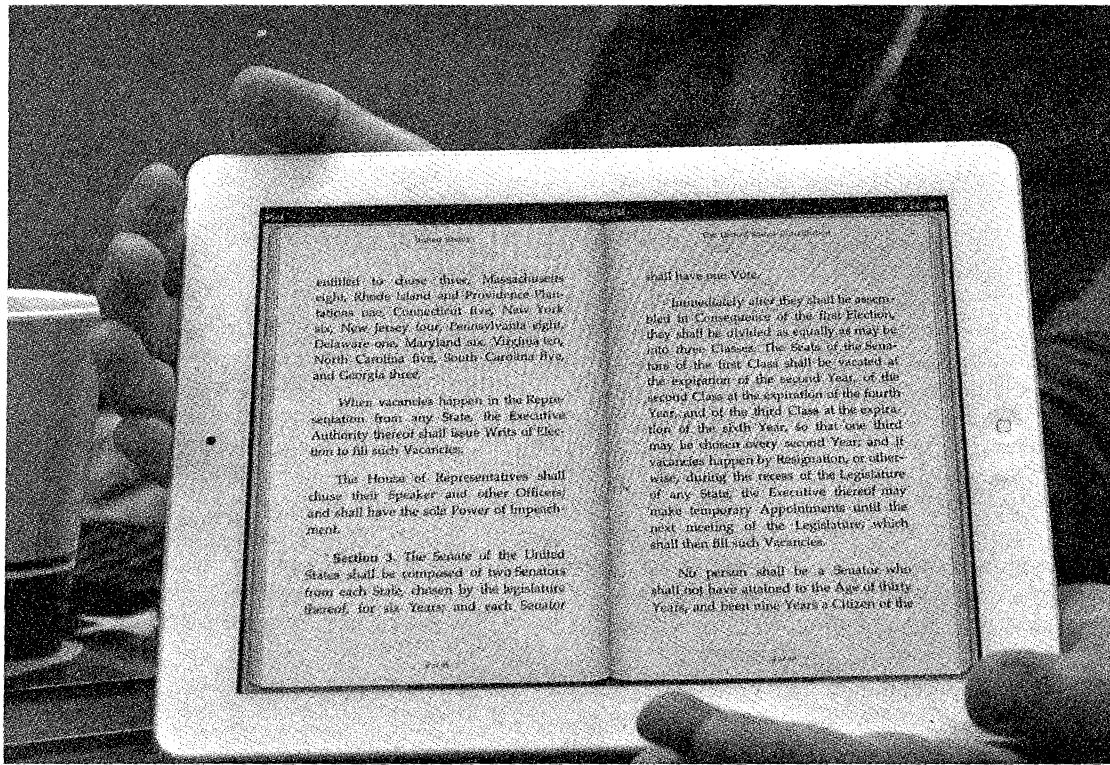 United States
entitled to chuse three, Massachusetts
eight, Rhode Island and Providence Plan-
tations one, Connecticut five, New York
six, New Jersey four, Pennsylvania eight,
Delaware one, Maryland six, Virginia ten,
North Carolina five, South Carolina five,
and Georgia three.
When vacancies happen in the Repre-
sentation from any State, the Executive
Authority thereof shall issue Writs of Elec-
tion to fill such Vacancies.
The House of Representatives shall
chuse their Speaker and other Officers;
and shall have the sole Power of Impeach-
ment.
Section 3. The Senate of the United
States shall be composed of two Senators
from each State, chosen by the legislature
thereof, for six Years; and each Senator
The United States Constitution
shall have one Vote.
Immediately after they shall be assem-
bled in Consequence of the first Election,
they shall be divided as equally as may be
into three Classes. The Seats of the Sena-
tors of the first Class shall be vacated at
the expiration of the second Year, of the
second Class at the expiration of the fourth
Year, and of the third Class at the expira-
tion of the sixth Year, so that one third
may be chosen every second Year; and if
vacancies happen by Resignation, or other-
wise, during the recess of the Legislature
of any State, the Executive thereof may
make temporary Appointments until the
next meeting of the Legislature, which
shall then fill such Vacancies.
No person shall be a Senator who
shall not have attained to the Age of thirty
Years, and been nine Years a Citizen of the